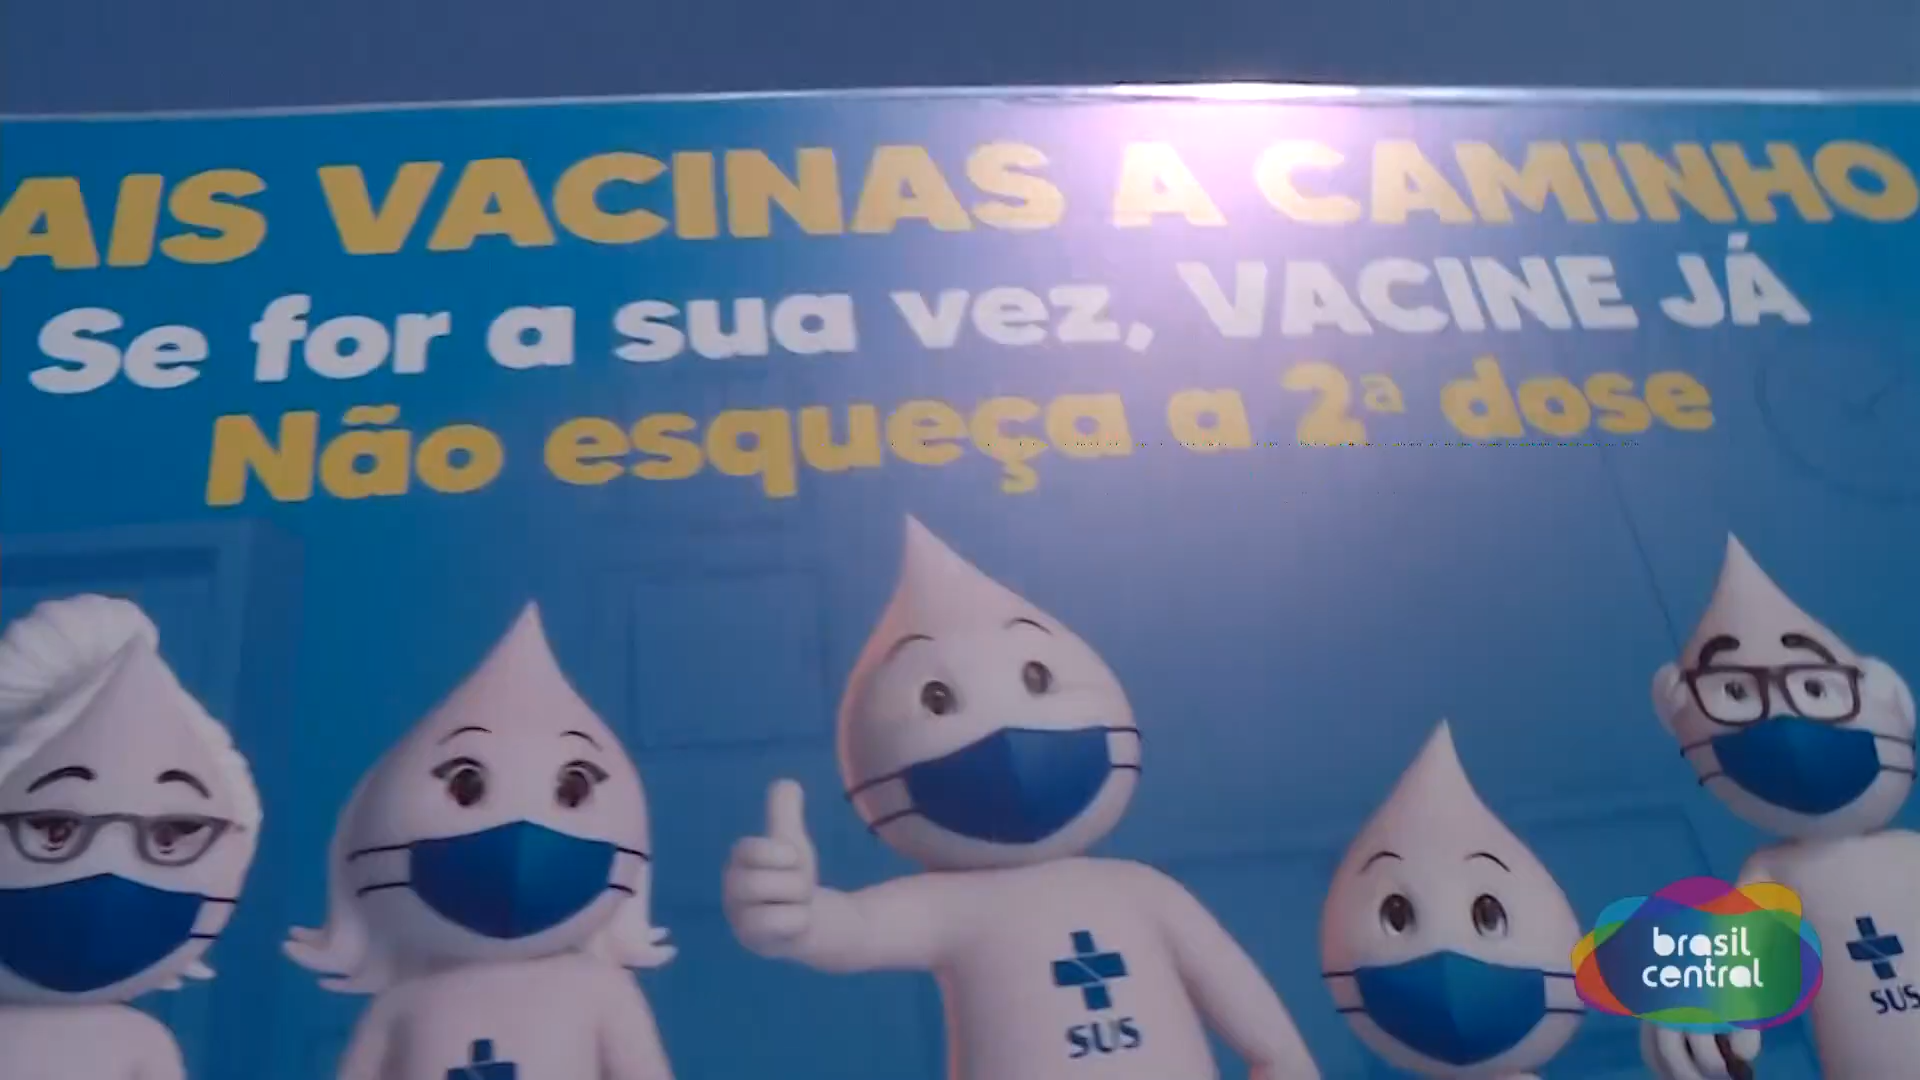 AIS VACINAS A CAMINHO
Se for a sua vez, VACINE JÁ
Não esqueça a 2ª dose
SUS
brasil
central
SUS